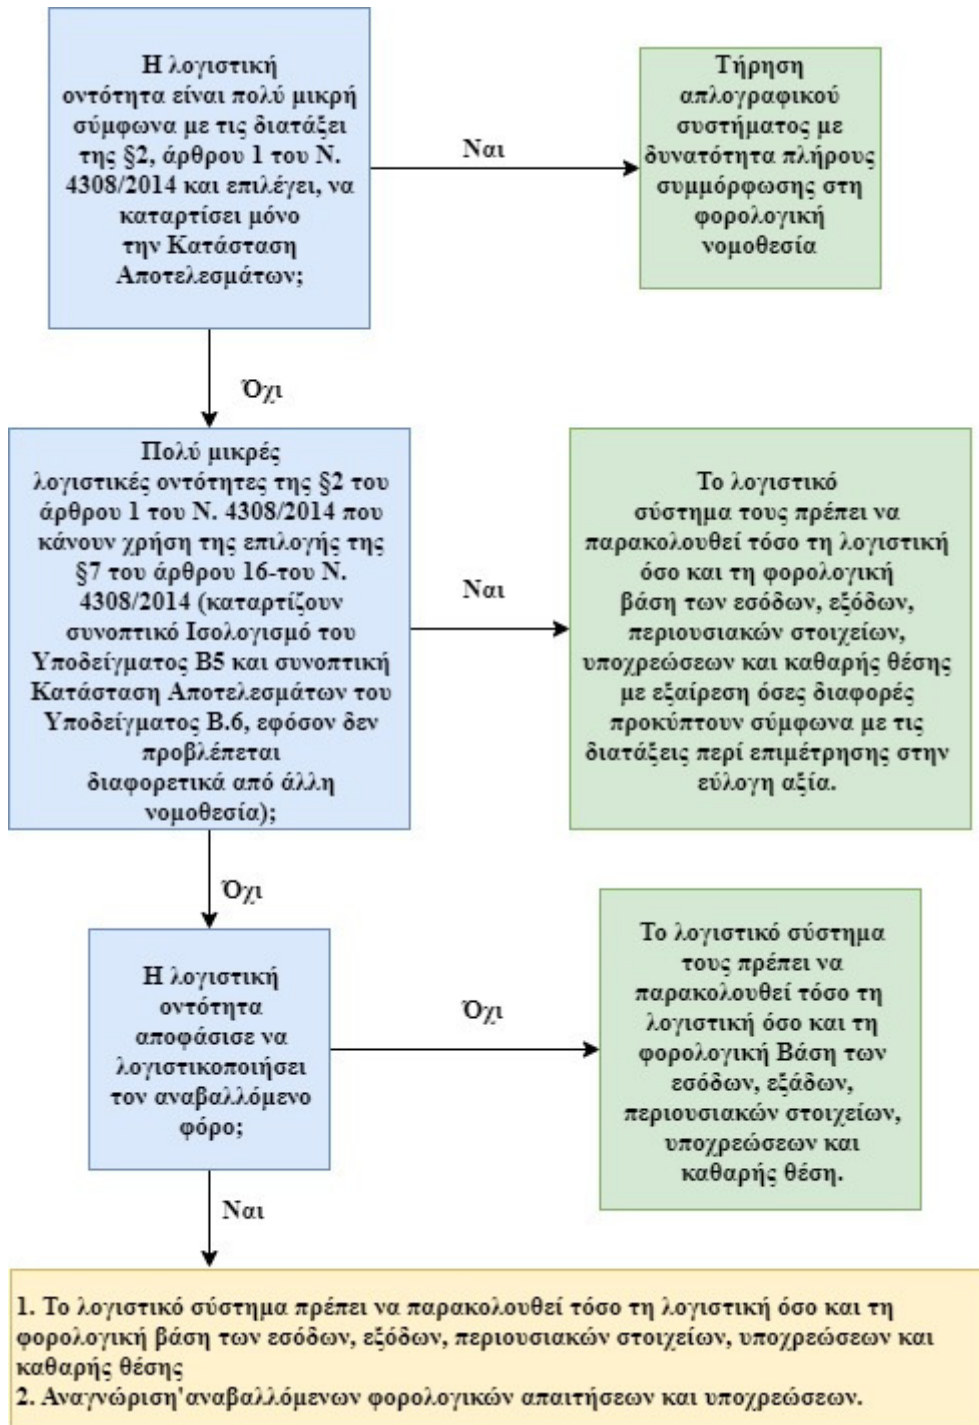 Η λογιστική
οντότητα είναι πολύ μικρή
σύμφωνα με τις διατάξει
της §2, άρθρου 1 του Ν.
4308/2014 και επιλέγει, να
καταρτίσει μόνο
την Κατάσταση
Αποτελεσμάτων;
Ναι
Τήρηση
απλογραφικού
συστήματος με
δυνατότητα πλήρους
συμμόρφωσης στη
φορολογική
νομοθεσία
Όχι
Πολύ μικρές
λογιστικές οντότητες της §2 του
άρθρου 1 του Ν. 4308/2014 που
κάνουν χρήση της επιλογής της
§7 του άρθρου 16-του Ν.
4308/2014 (καταρτίζουν
συνοπτικό Ισολογισμό του
Υποδείγματος Β5 και συνοπτική
Κατάσταση Αποτελεσμάτων του
Υποδείγματος Β.6, εφόσον δεν
προβλέπεται
διαφορετικά από άλλη
νομοθεσία);
Ναι
Το λογιστικό
σύστημα τους πρέπει να
παρακολουθεί τόσο τη λογιστική
όσο και τη φορολογική
βάση των εσόδων, εξόδων,
περιουσιακών στοιχείων,
υποχρεώσεων και καθαρής θέσης
με εξαίρεση όσες διαφορές
προκύπτουν σύμφωνα με τις
διατάξεις περί επιμέτρησης στην
εύλογη αξία.
Όχι
Η λογιστική
οντότητα
αποφάσισε να
λογιστικοποιήσει
τον αναβαλλόμενο
φόρο;
Όχι
Το λογιστικό σύστημα
τους πρέπει να
παρακολουθεί τόσο τη
λογιστική όσο και τη
φορολογική Βάση των
εσόδων, εξάδων,
περιουσιακών στοιχείων,
υποχρεώσεων και
καθαρής θέση.
Ναι
1. Το λογιστικό σύστημα πρέπει να παρακολουθεί τόσο τη λογιστική όσο και τη
φορολογική βάση των εσόδων, εξόδων, περιουσιακών στοιχείων, υποχρεώσεων και
καθαρής θέσης
2. Αναγνώριση'αναβαλλόμενων φορολογικών απαιτήσεων και υποχρεώσεων.